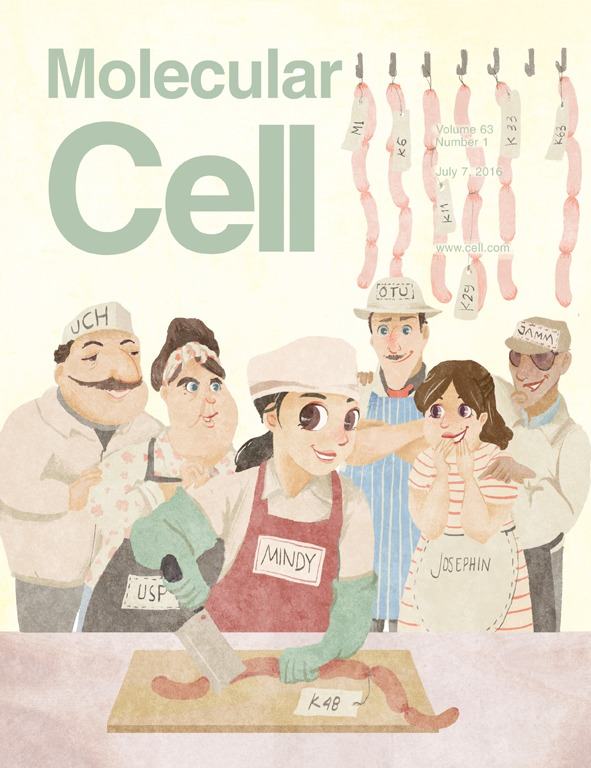 Molecular
Cell
Volume 63
Number 1
July 7, 2016
www.cell.com
M1
K6
K11
K29
K33
K63
UCH
OTU
JAMM
USP
MINDY
JOSEPHIN
K48